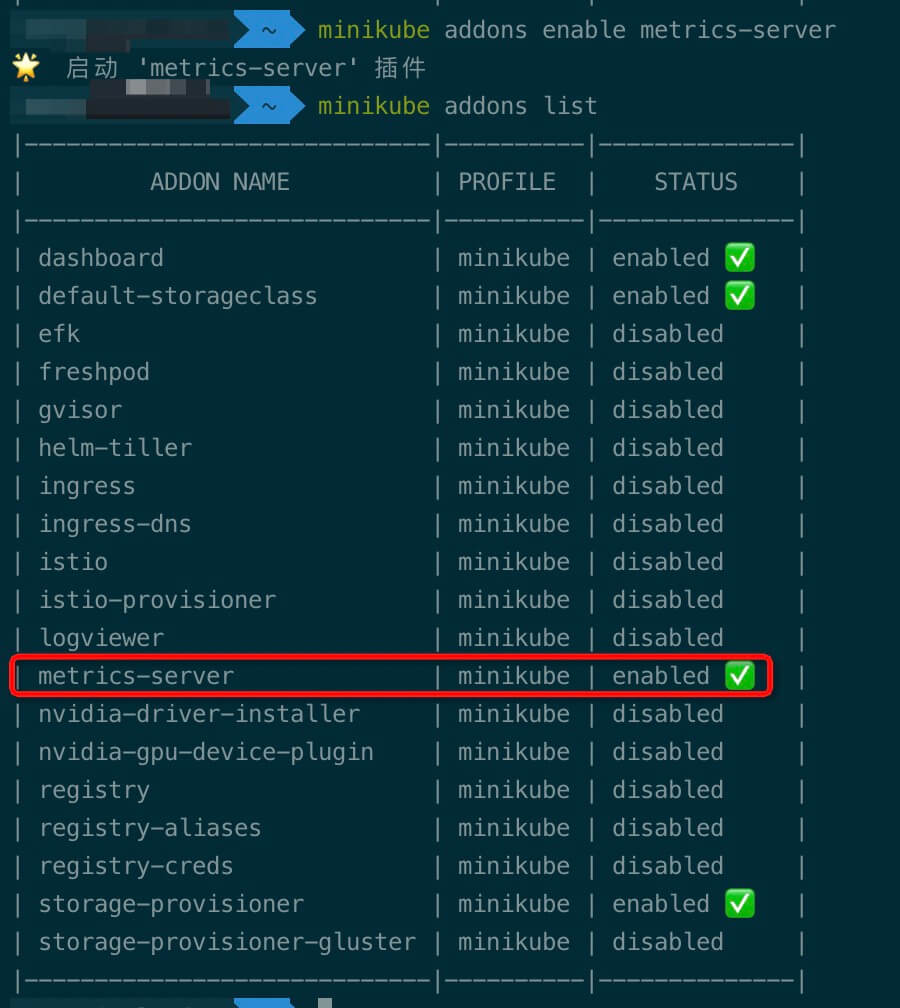 ~ minikube addons enable metrics-server
🌟 启动 'metrics-server' 插件
~ minikube addons list
|-----------------------------|----------|--------------|
| ADDON NAME | PROFILE | STATUS |
|-----------------------------|----------|--------------|
| dashboard | minikube | enabled ✅ |
| default-storageclass | minikube | enabled ✅ |
| efk | minikube | disabled |
| freshpod | minikube | disabled |
| gvisor | minikube | disabled |
| helm-tiller | minikube | disabled |
| ingress | minikube | disabled |
| ingress-dns | minikube | disabled |
| istio | minikube | disabled |
| istio-provisioner | minikube | disabled |
| logviewer | minikube | disabled |
| metrics-server | minikube | enabled ✅ |
| nvidia-driver-installer | minikube | disabled |
| nvidia-gpu-device-plugin | minikube | disabled |
| registry | minikube | disabled |
| registry-aliases | minikube | disabled |
| registry-creds | minikube | disabled |
| storage-provisioner | minikube | enabled ✅ |
| storage-provisioner-gluster | minikube | disabled |
|-----------------------------|----------|--------------|